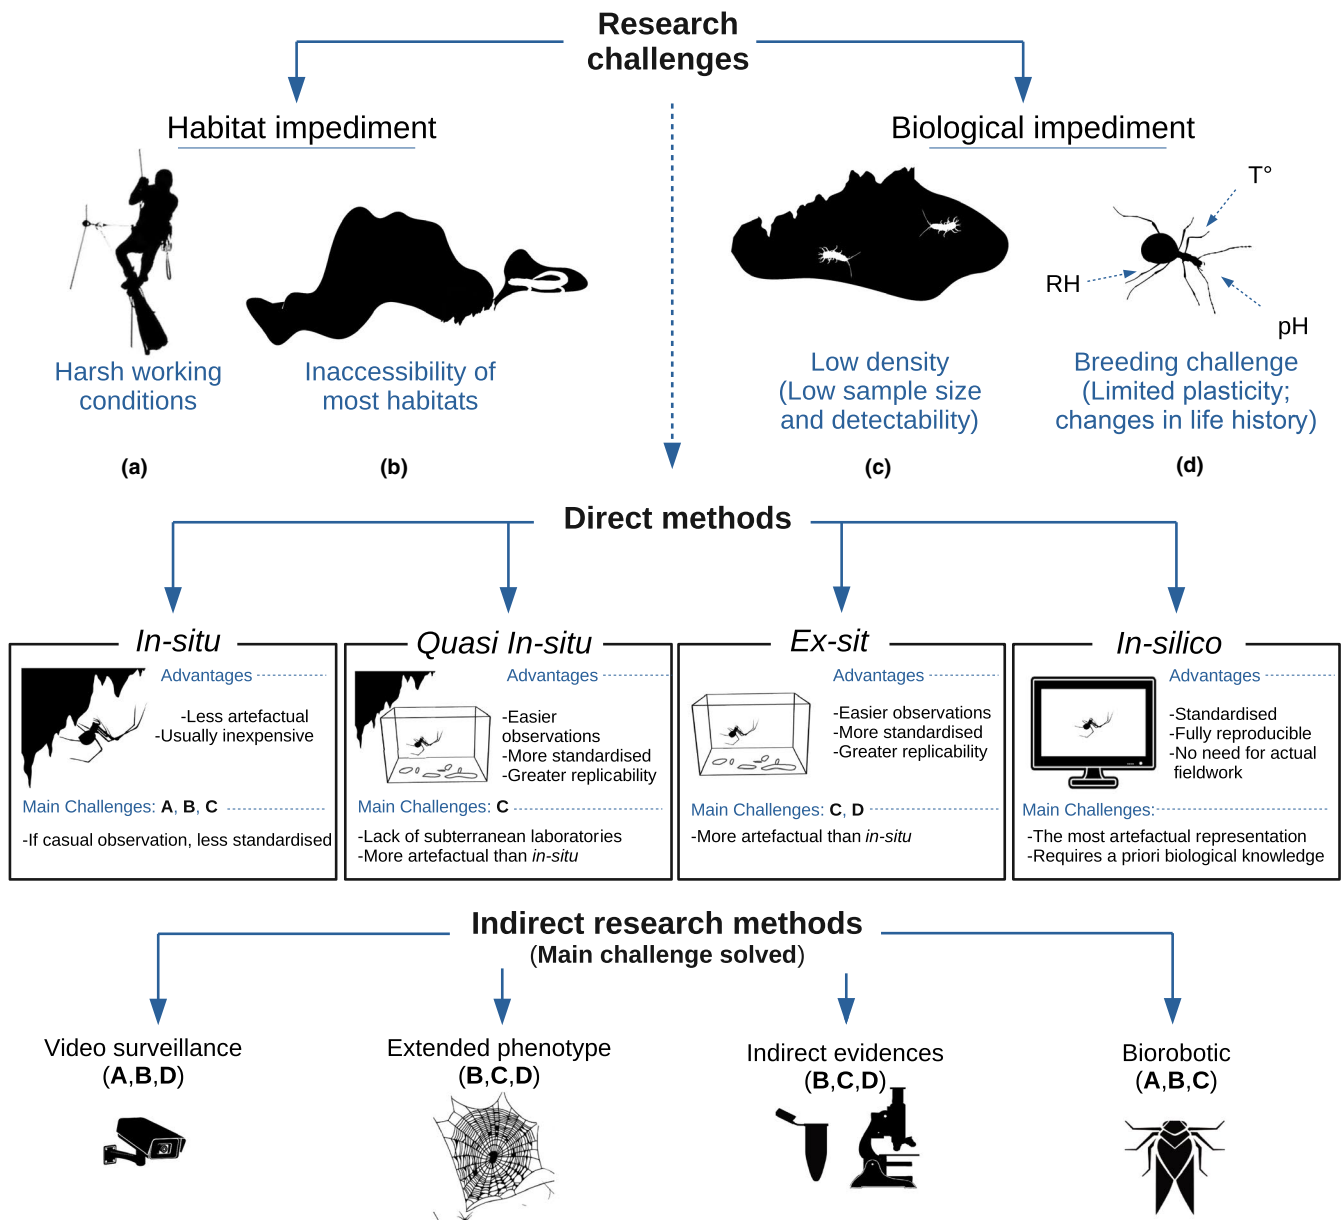 Research
challenges
Habitat impediment
Biological impediment
T°
RH
pH
Harsh working
conditions
Inaccessibility of
most habitats
Low density
(Low sample size
and detectability)
Breeding challenge
(Limited plasticity;
changes in life history)
(a)
(b)
(c)
(d)
Direct methods
In-situ
Advantages
-Less artefactual
-Usually inexpensive
Main Challenges: A, B, C
-If casual observation, less standardised
Quasi In-situ
Advantages
-Easier
observations
-More standardised
-Greater replicability
Main Challenges: C
-Lack of subterranean laboratories
-More artefactual than in-situ
Ex-sit
Advantages
-Easier observations
-More standardised
-Greater replicability
Main Challenges: C, D
-More artefactual than in-situ
In-silico
Advantages
-Standardised
-Fully reproducible
-No need for actual
fieldwork
Main Challenges:
-The most artefactual representation
-Requires a priori biological knowledge
Indirect research methods
(Main challenge solved)
Video surveillance
(A,B,D)
Extended phenotype
(B,C,D)
Indirect evidences
(B,C,D)
Biorobotic
(A,B,C)